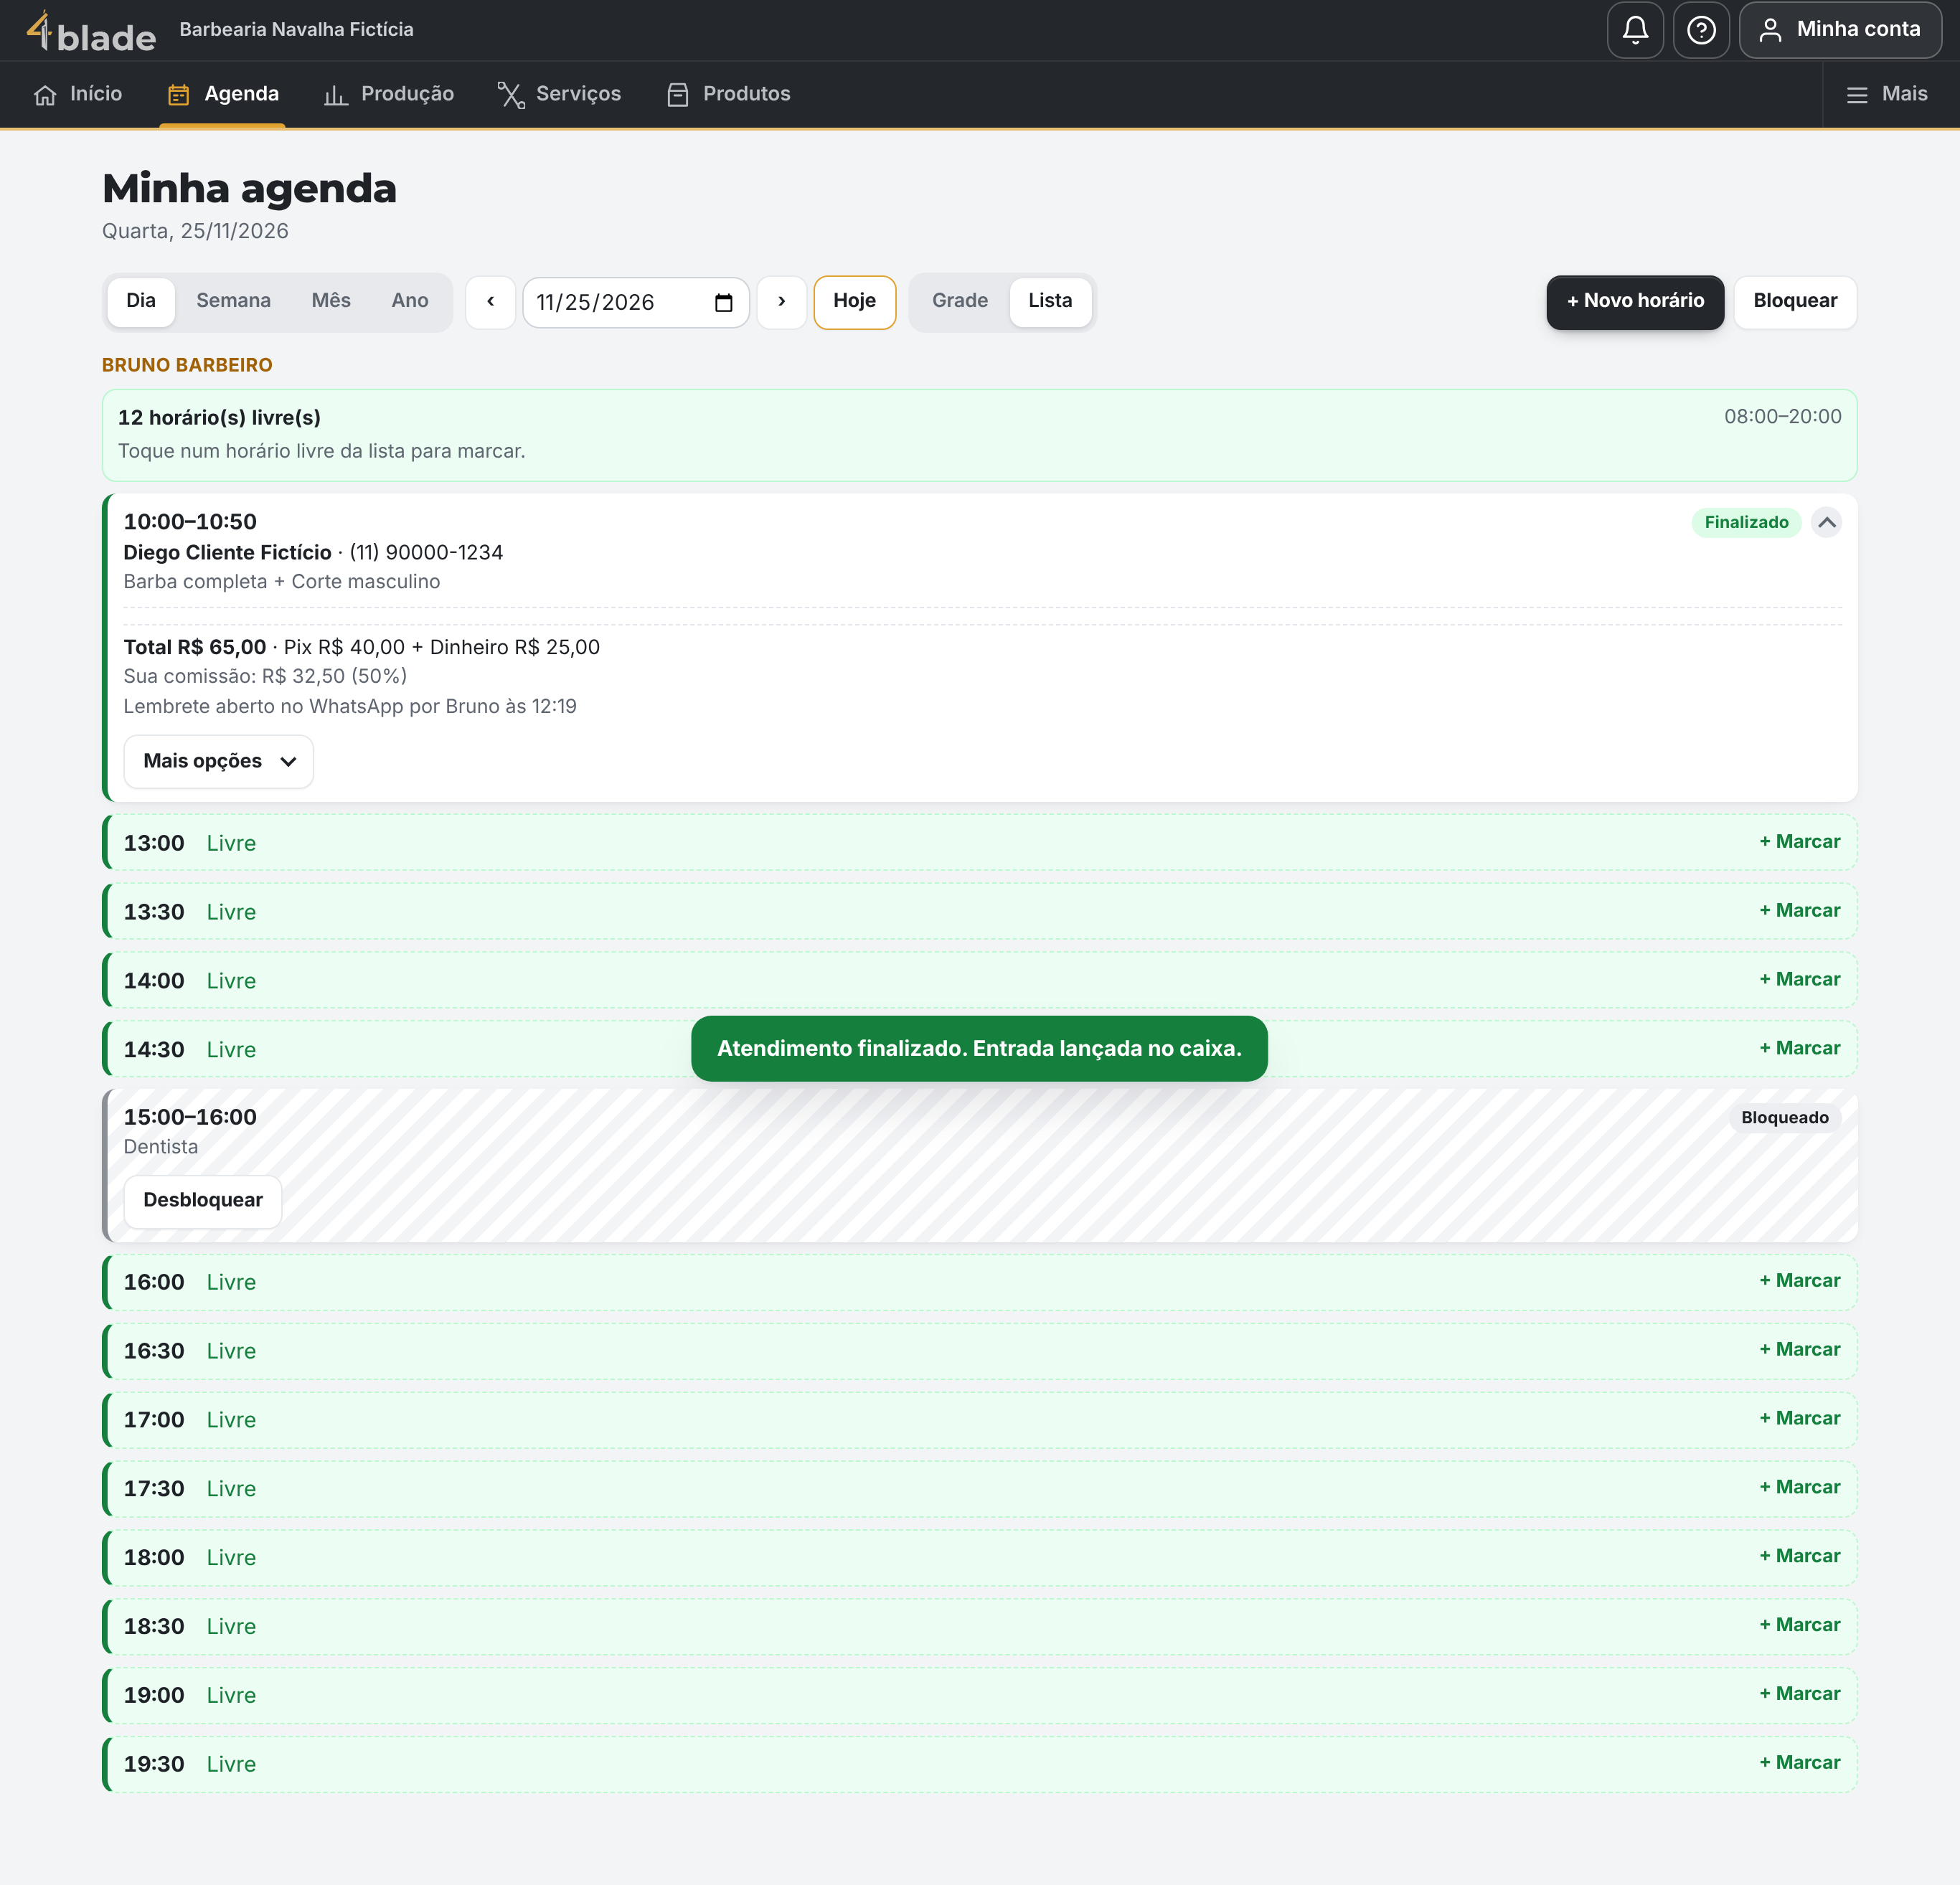 4blade Barbearia Navalha Fictícia Minha conta
Início Agenda Produção Serviços Produtos Mais
Minha agenda
Quarta, 25/11/2026
Dia Semana Mês Ano ‹ 11/25/2026 › Hoje Grade Lista + Novo horário Bloquear
BRUNO BARBEIRO
12 horário(s) livre(s) 08:00–20:00
Toque num horário livre da lista para marcar.
10:00–10:50 Finalizado
Diego Cliente Fictício · (11) 90000-1234
Barba completa + Corte masculino
Total R$ 65,00 · Pix R$ 40,00 + Dinheiro R$ 25,00
Sua comissão: R$ 32,50 (50%)
Lembrete aberto no WhatsApp por Bruno às 12:19
Mais opções
13:00 Livre + Marcar
13:30 Livre + Marcar
14:00 Livre + Marcar
14:30 Livre + Marcar
Atendimento finalizado. Entrada lançada no caixa.
15:00–16:00 Bloqueado
Dentista
Desbloquear
16:00 Livre + Marcar
16:30 Livre + Marcar
17:00 Livre + Marcar
17:30 Livre + Marcar
18:00 Livre + Marcar
18:30 Livre + Marcar
19:00 Livre + Marcar
19:30 Livre + Marcar